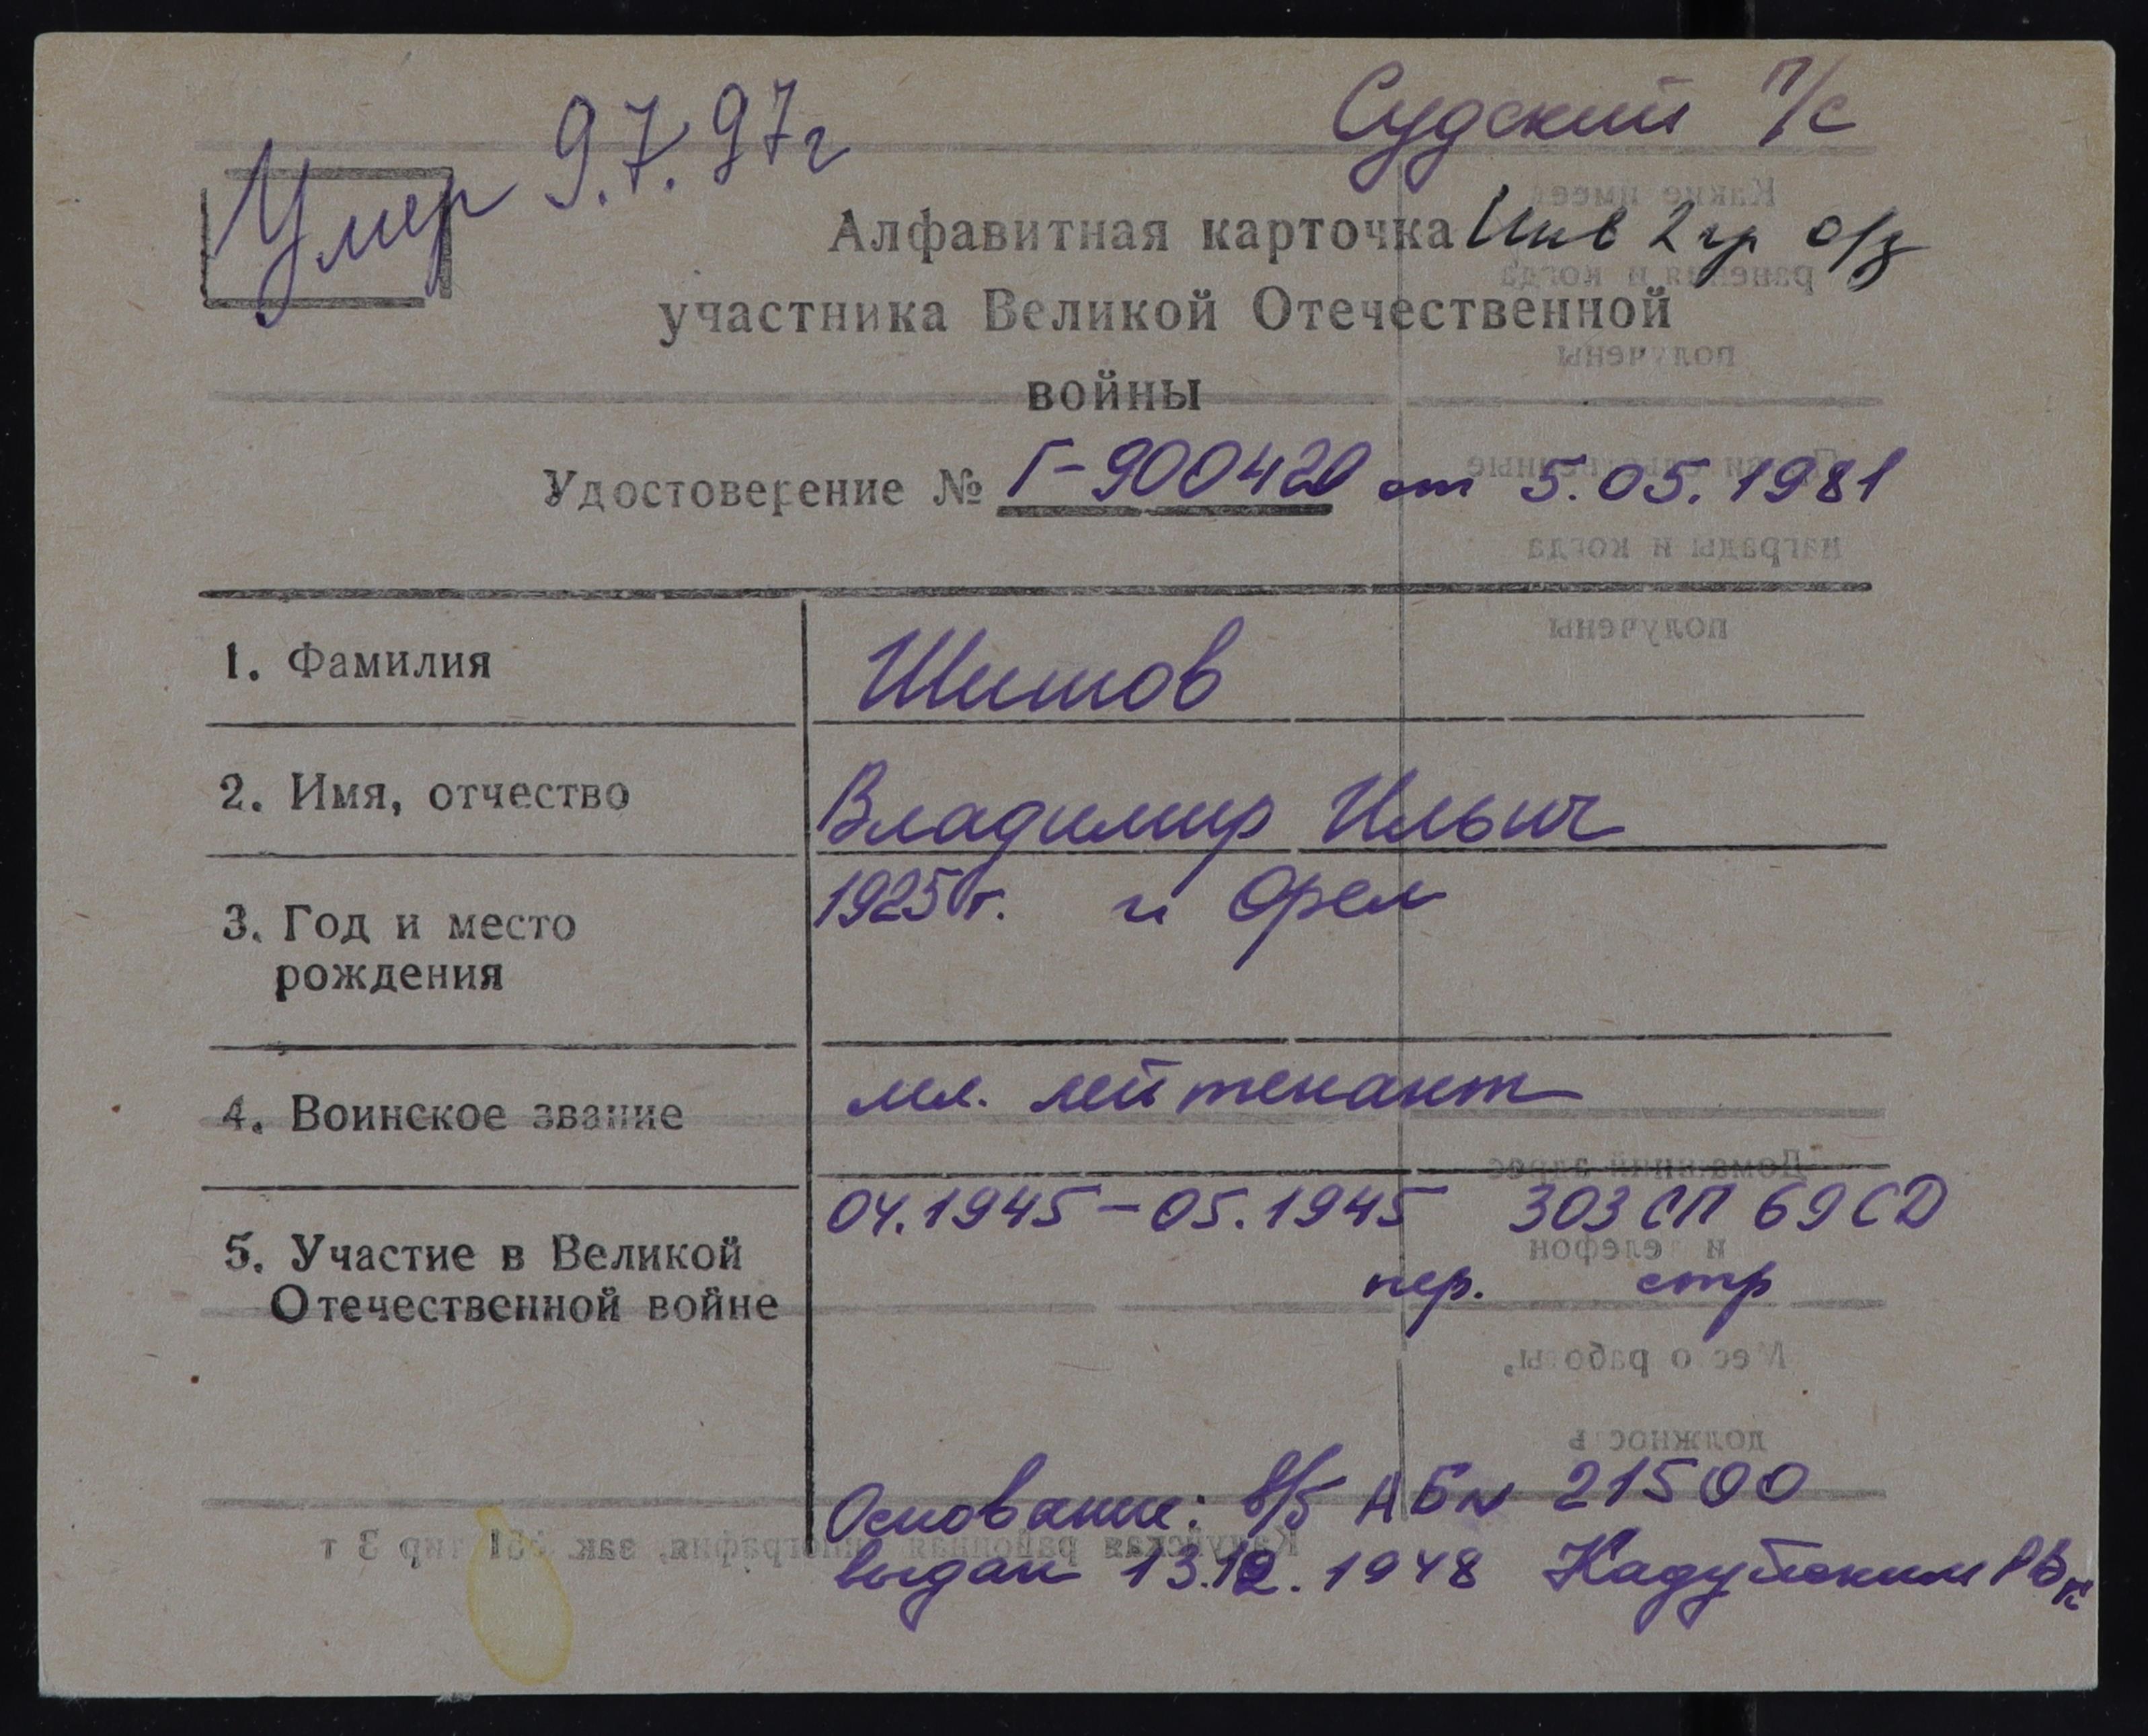 Умер 9.7.97г
Судский П/с
Алфавитная карточка Инв 2 гр о/з
участника Великой Отечественной
войны
Удостоверение № Г-900420 от 5.05.1981
1. Фамилия Шитов
2. Имя, отчество Владимир Ильич
3. Год и место 1925 г. г. Орел
рождения
4. Воинское звание мл. лейтенант
5. Участие в Великой 04.1945-05.1945 303 СП 69 СД
Отечественной войне пер. стр
Основание: в/б АБ № 21500
выдан 13.12.1948 Кадуйским РВК